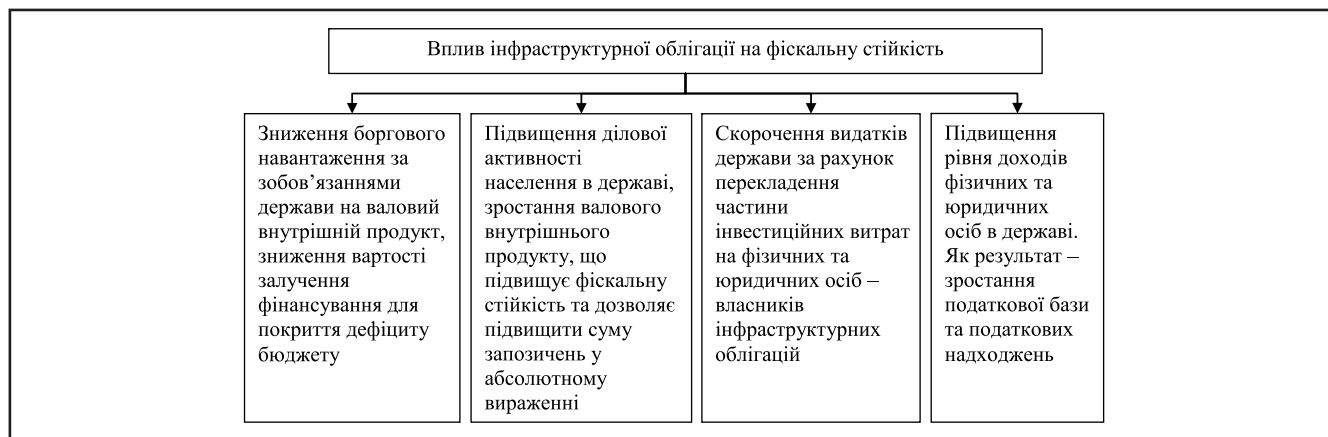 Вплив інфраструктурної облігації на фіскальну стійкість
Зниження боргового
навантаження за
зобов’язаннями
держави на валовий
внутрішній продукт,
зниження вартості
залучення
фінансування для
покриття дефіциту
бюджету
Підвищення ділової
активності
населення в державі,
зростання валового
внутрішнього
продукту, що
підвищує фіскальну
стійкість та дозволяє
підвищити суму
запозичень у
абсолютному
вираженні
Скорочення видатків
держави за рахунок
перекладення
частини
інвестиційних витрат
на фізичних та
юридичних осіб –
власників
інфраструктурних
облігацій
Підвищення
рівня доходів
фізичних та
юридичних
осіб в державі.
Як результат –
зростання
податкової бази
та податкових
надходжень